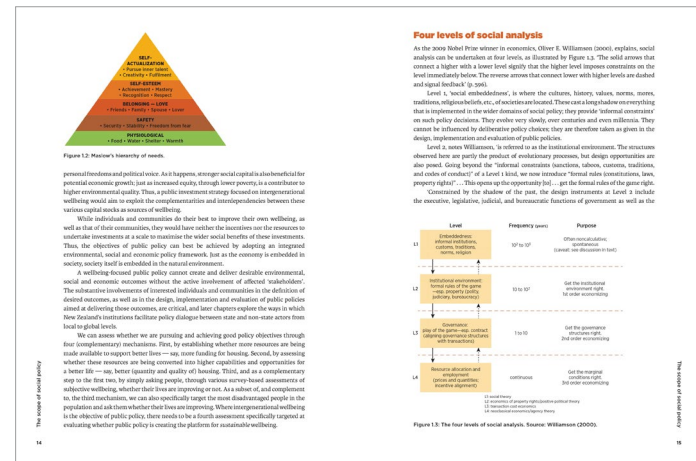 SELF-
ACTUALIZATION
• Pursue Inner Talent
• Creativity • Fulfilment
SELF-ESTEEM
• Achievement • Mastery
• Recognition • Respect
BELONGING — LOVE
• Friends • Family • Spouse • Lover
SAFETY
• Security • Stability • Freedom from fear
PHYSIOLOGICAL
• Food • Water • Shelter • Warmth
Figure 1.2: Maslow's hierarchy of needs.
personal freedoms and political voice. As it happens, stronger social capital is also beneficial for
potential economic growth; just as increased equity, through lower poverty, is a contributor to
higher environmental quality. Thus, a public investment strategy focused on intergenerational
wellbeing would aim to exploit the complementarities and interdependencies between these
various capital stocks as sources of wellbeing.
While individuals and communities do their best to improve their own wellbeing, as
well as that of their communities, they would have neither the incentives nor the resources to
undertake investments at a scale to maximise the wider social benefits of these investments.
Thus, the objectives of public policy can best be achieved by adopting an integrated
environmental, social and economic policy framework. Just as the economy is embedded in
society, society itself is embedded in the natural environment.
A wellbeing-focused public policy cannot create and deliver desirable environmental,
social and economic outcomes without the active involvement of affected 'stakeholders'.
The substantive involvements of interested individuals and communities in the definition of
desired outcomes, as well as in the design, implementation and evaluation of public policies
aimed at delivering those outcomes, are critical, and later chapters explore the ways in which
New Zealand's institutions facilitate policy dialogue between state and non-state actors from
local to global levels.
We can assess whether we are pursuing and achieving good policy objectives through
four (complementary) mechanisms. First, by establishing whether more resources are being
made available to support better lives — say, more funding for housing. Second, by assessing
whether these resources are being converted into higher capabilities and opportunities for
a better life — say, better (quantity and quality of) housing. Third, and as a complementary
step to the first two, by simply asking people, through various survey-based assessments of
subjective wellbeing, whether their lives are improving or not. As a subset of, and complement
to, the third mechanism, we can also specifically target the most disadvantaged people in the
population and ask them whether their lives are improving. Where intergenerational wellbeing
is the objective of public policy, there needs to be a fourth assessment specifically targeted at
evaluating whether public policy is creating the platform for sustainable wellbeing.
The scope of social policy
14
Four levels of social analysis
As the 2009 Nobel Prize winner in economics, Oliver E. Williamson (2000), explains, social
analysis can be undertaken at four levels, as illustrated by Figure 1.3. 'The solid arrows that
connect a higher with a lower level signify that the higher level imposes constraints on the
level immediately below. The reverse arrows that connect lower with higher levels are dashed
and signal feedback' (p. 596).
Level 1, 'social embeddedness', is where the cultures, history, values, norms, mores,
traditions, religious beliefs, etc., of societies are located. These cast a long shadow on everything
that is implemented in the wider domains of social policy; they provide 'informal constraints'
on such policy decisions. They evolve very slowly, over centuries and even millennia. They
cannot be influenced by deliberative policy choices; they are therefore taken as given in the
design, implementation and evaluation of public policies.
Level 2, notes Williamson, 'is referred to as the institutional environment. The structures
observed here are partly the product of evolutionary processes, but design opportunities are
also posed. Going beyond the "informal constraints (sanctions, taboos, customs, traditions,
and codes of conduct)" of a Level 1 kind, we now introduce "formal rules (constitutions, laws,
property rights)" . . . This opens up the opportunity [to] . . . get the formal rules of the game right.
'Constrained by the shadow of the past, the design instruments at Level 2 include
the executive, legislative, judicial, and bureaucratic functions of government as well as the
Level Frequency (years) Purpose
L1
Embeddedness:
informal institutions,
customs, traditions,
norms, religion
10² to 10³
Often noncalculative;
spontaneous
(caveat: see discussion in text)
L2
Institutional environment:
formal rules of the game
—esp. property (polity,
judiciary, bureaucracy)
10 to 10²
Get the institutional
environment right.
1st order economizing
L3
Governance:
play of the game—esp. contract
(aligning governance structures
with transactions)
1 to 10
Get the governance
structures right.
2nd order economizing
L4
Resource allocation and
employment
(prices and quantities;
incentive alignment)
continuous
Get the marginal
conditions right.
3rd order economizing
L1: social theory
L2: economics of property rights/positive political theory
L3: transaction cost economics
L4: neoclassical economics/agency theory
Figure 1.3: The four levels of social analysis. Source: Williamson (2000).
The scope of social policy
15